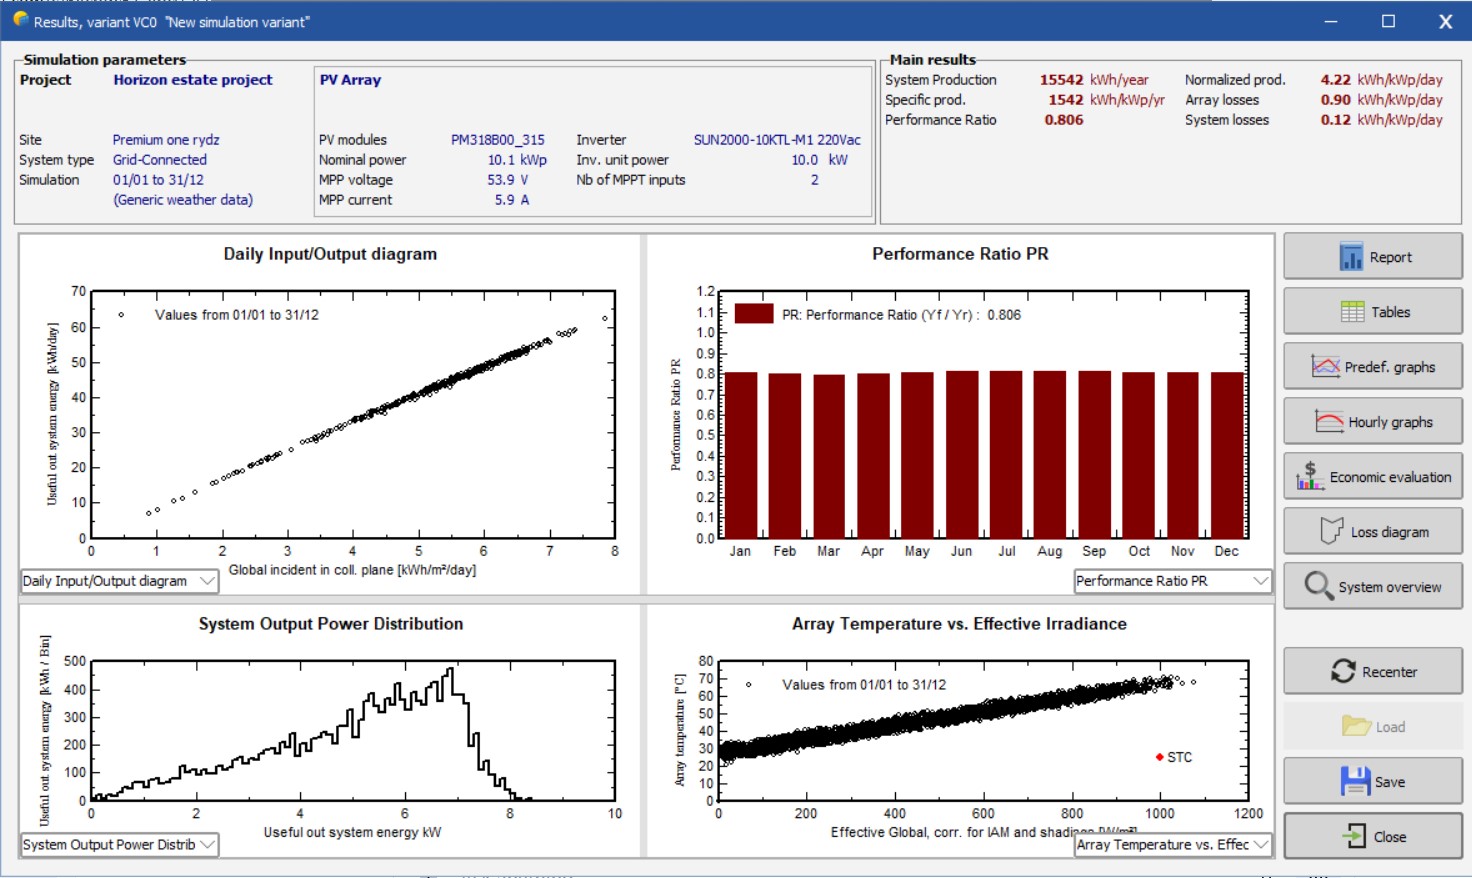 Results, variant VC0 "New simulation variant"
Simulation parameters
Project Horizon estate project
Site Premium one rydz
System type Grid-Connected
Simulation 01/01 to 31/12
(Generic weather data)
PV Array
PV modules PM318B00_315 Inverter SUN2000-10KTL-M1 220Vac
Nominal power 10.1 kWp Inv. unit power 10.0 kW
MPP voltage 53.9 V Nb of MPPT inputs 2
MPP current 5.9 A
Main results
System Production 15542 kWh/year Normalized prod. 4.22 kWh/kWp/day
Specific prod. 1542 kWh/kWp/yr Array losses 0.90 kWh/kWp/day
Performance Ratio 0.806 System losses 0.12 kWh/kWp/day
Daily Input/Output diagram
Values from 01/01 to 31/12
Useful out system energy [kWh/day]
70
60
50
40
30
20
10
0
0 1 2 3 4 5 6 7 8
Global incident in coll. plane [kWh/m²/day]
Daily Input/Output diagram
Performance Ratio PR
PR: Performance Ratio (Yf / Yr) : 0.806
Performance Ratio PR
1.2
1.1
1.0
0.9
0.8
0.7
0.6
0.5
0.4
0.3
0.2
0.1
0.0
Jan Feb Mar Apr May Jun Jul Aug Sep Oct Nov Dec
Performance Ratio PR
System Output Power Distribution
Useful out system energy [kWh / Bin]
500
400
300
200
100
0
0 2 4 6 8 10
Useful out system energy kW
System Output Power Distrib
Array Temperature vs. Effective Irradiance
Values from 01/01 to 31/12
Array temperature [°C]
80
70
60
50
40
30
20
10
0
STC
0 200 400 600 800 1000 1200
Effective Global, corr. for IAM and shadings [W/m²]
Array Temperature vs. Effec
Report
Tables
Predef. graphs
Hourly graphs
Economic evaluation
Loss diagram
System overview
Recenter
Load
Save
Close